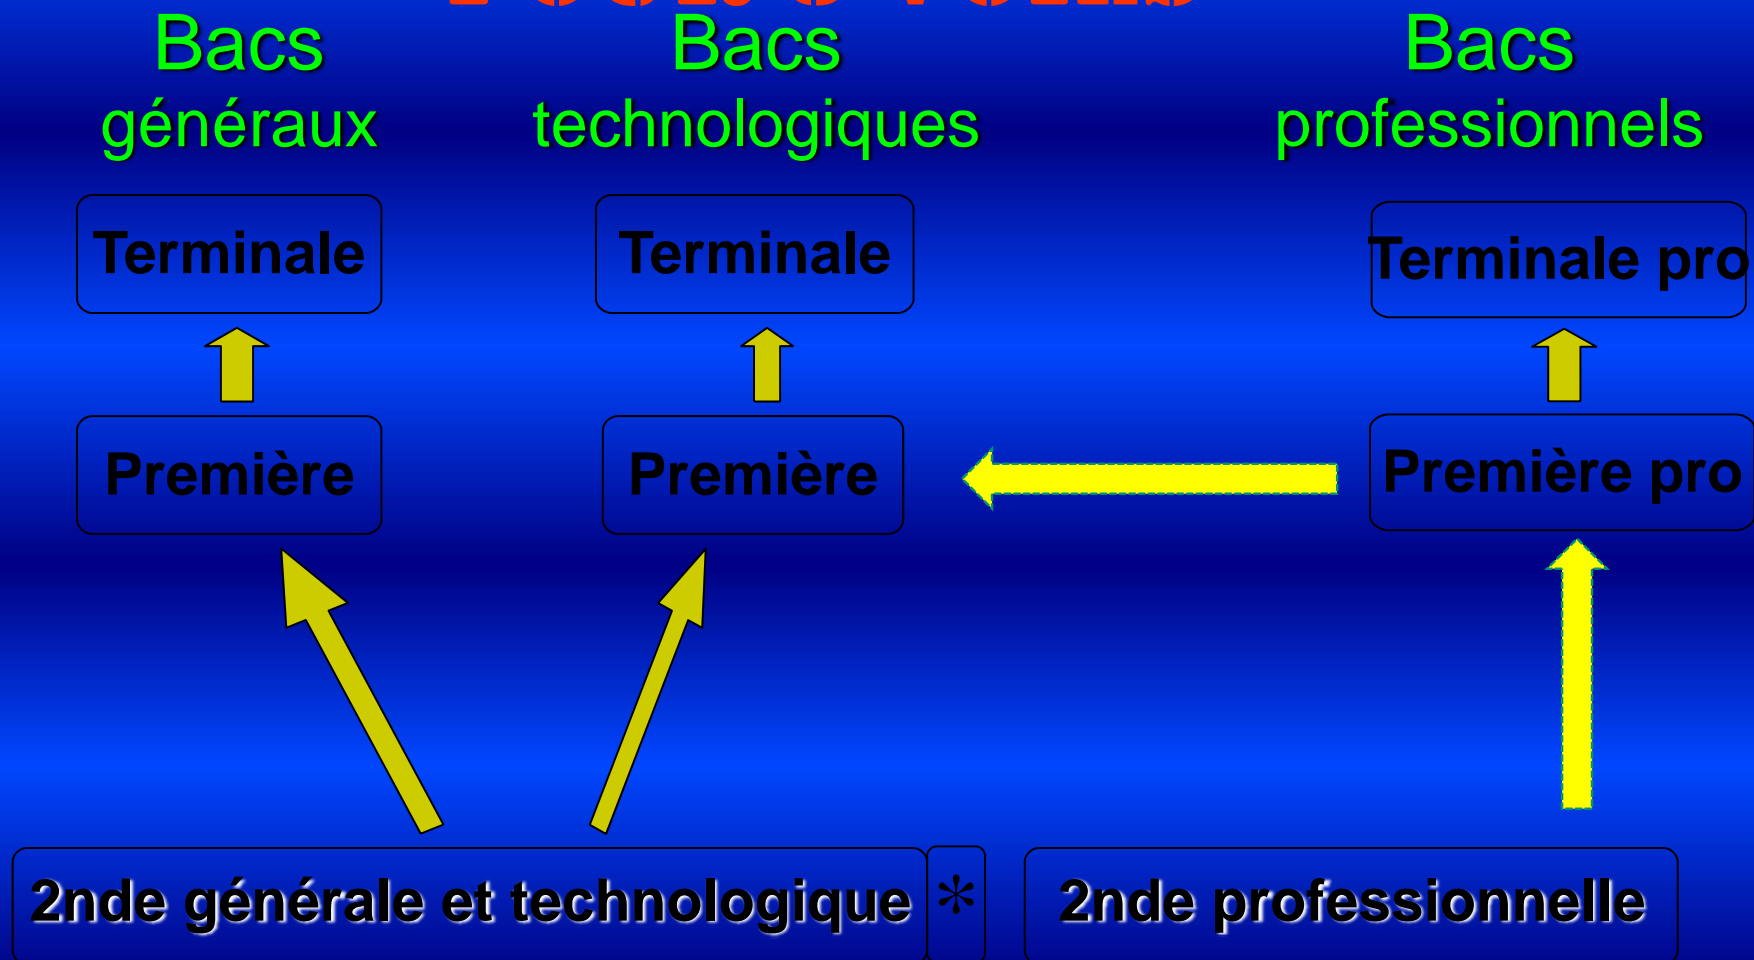 Bacs Bacs Bacs
généraux technologiques professionnels
Terminale Terminale Terminale pro
Première Première Première pro
2nde générale et technologique * 2nde professionnelle